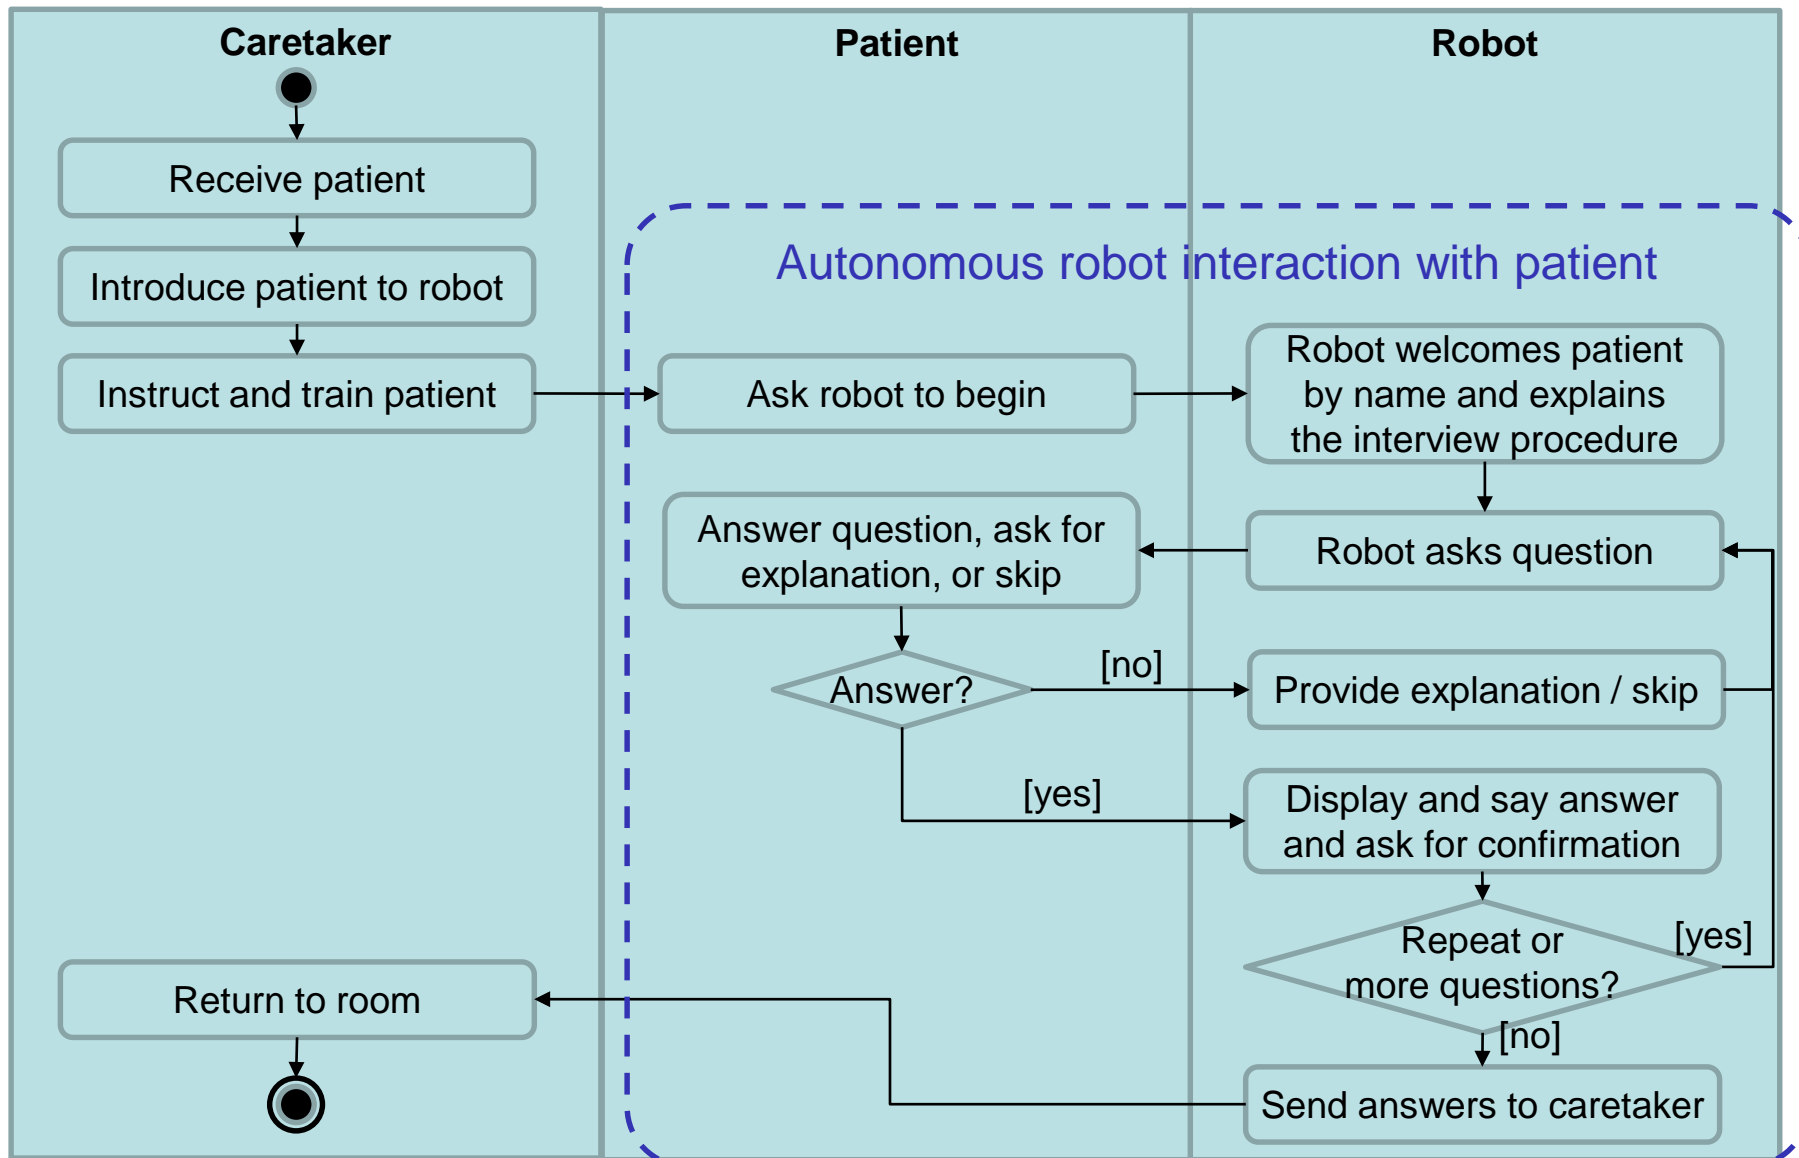 Caretaker
Patient
Robot
Receive patient
Autonomous robot interaction with patient
Introduce patient to robot
Instruct and train patient
Ask robot to begin
Robot welcomes patient
by name and explains
the interview procedure
Answer question, ask for
explanation, or skip
Robot asks question
Answer?
[no]
Provide explanation / skip
[yes]
Display and say answer
and ask for confirmation
Repeat or
more questions?
[yes]
Return to room
[no]
Send answers to caretaker